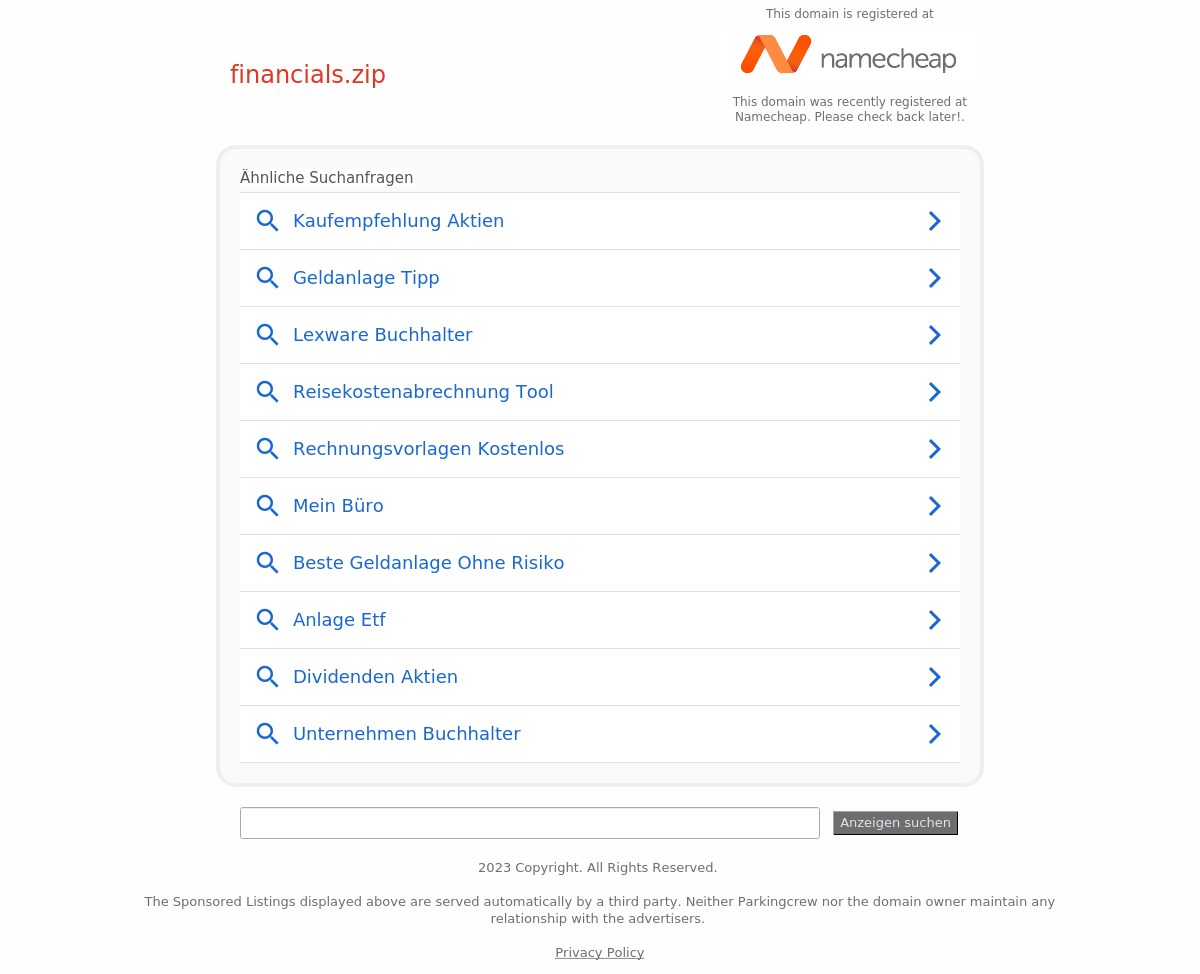 This domain is registered at
financials.zip
namecheap
This domain was recently registered at
Namecheap. Please check back later!.
Ähnliche Suchanfragen
Kaufempfehlung Aktien
Geldanlage Tipp
Lexware Buchhalter
Reisekostenabrechnung Tool
Rechnungsvorlagen Kostenlos
Mein Büro
Beste Geldanlage Ohne Risiko
Anlage Etf
Dividenden Aktien
Unternehmen Buchhalter
Anzeigen suchen
2023 Copyright. All Rights Reserved.
The Sponsored Listings displayed above are served automatically by a third party. Neither Parkingcrew nor the domain owner maintain any
relationship with the advertisers.
Privacy Policy